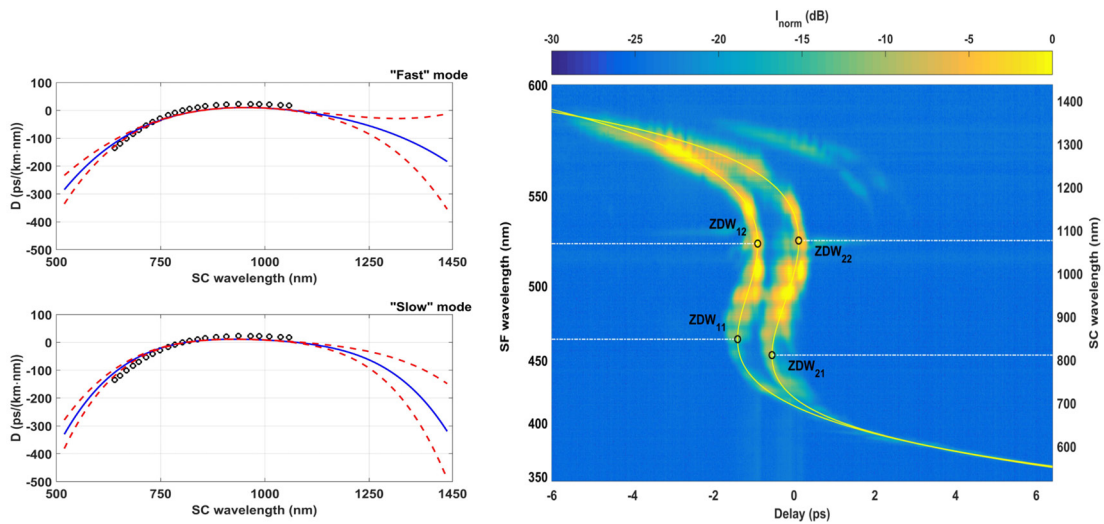 "Fast" mode
100
0
-100
-200
-300
-400
-500
D (ps/(km·nm))
500 750 1000 1250 1450
SC wavelength (nm)
"Slow" mode
100
0
-100
-200
-300
-400
-500
D (ps/(km·nm))
500 750 1000 1250 1450
SC wavelength (nm)
I_norm (dB)
-30 -25 -20 -15 -10 -5 0
600
550
500
450
400
350
SF wavelength (nm)
ZDW_12
ZDW_22
ZDW_11
ZDW_21
1400
1300
1200
1100
1000
900
800
700
600
SC wavelength (nm)
-6 -4 -2 0 2 4 6
Delay (ps)